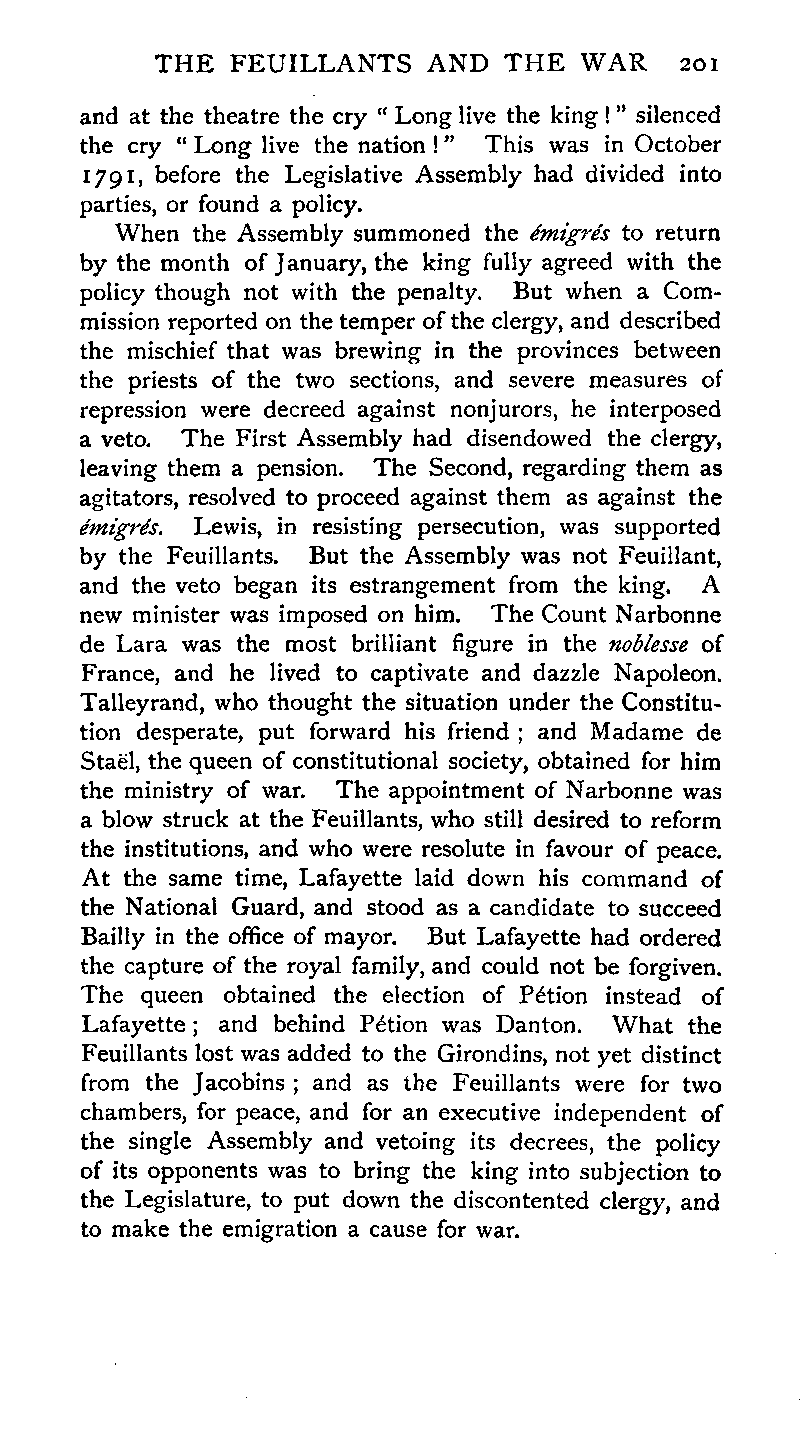 THE FEUILLANTS AND THE WAR 201
and at the theatre the cry “ Long live the king ! ” silenced
the cry “ Long live the nation ! ” This was in October
1791, before the Legislative Assembly had divided into
parties, or found a policy.
When the Assembly summoned the émigrés to return
by the month of January, the king fully agreed with the
policy though not with the penalty. But when a Com-
mission reported on the temper of the clergy, and described
the mischief that was brewing in the provinces between
the priests of the two sections, and severe measures of
repression were decreed against nonjurors, he interposed
a veto. The First Assembly had disendowed the clergy,
leaving them a pension. The Second, regarding them as
agitators, resolved to proceed against them as against the
émigrés. Lewis, in resisting persecution, was supported
by the Feuillants. But the Assembly was not Feuillant,
and the veto began its estrangement from the king. A
new minister was imposed on him. The Count Narbonne
de Lara was the most brilliant figure in the noblesse of
France, and he lived to captivate and dazzle Napoleon.
Talleyrand, who thought the situation under the Constitu-
tion desperate, put forward his friend ; and Madame de
Staël, the queen of constitutional society, obtained for him
the ministry of war. The appointment of Narbonne was
a blow struck at the Feuillants, who still desired to reform
the institutions, and who were resolute in favour of peace.
At the same time, Lafayette laid down his command of
the National Guard, and stood as a candidate to succeed
Bailly in the office of mayor. But Lafayette had ordered
the capture of the royal family, and could not be forgiven.
The queen obtained the election of Pétion instead of
Lafayette ; and behind Pétion was Danton. What the
Feuillants lost was added to the Girondins, not yet distinct
from the Jacobins ; and as the Feuillants were for two
chambers, for peace, and for an executive independent of
the single Assembly and vetoing its decrees, the policy
of its opponents was to bring the king into subjection to
the Legislature, to put down the discontented clergy, and
to make the emigration a cause for war.